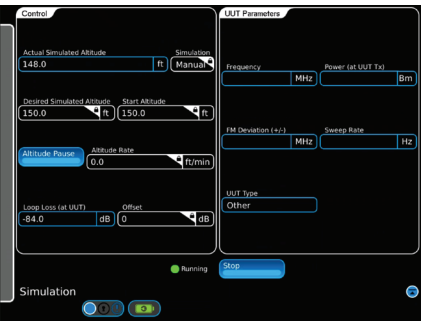 Control
UUT Parameters
Actual Simulated Altitude
Simulation
148.0
ft
Manual
Frequency
Power (at UUT Tx)
MHz
Bm
Desired Simulated Altitude
Start Altitude
150.0
ft
150.0
ft
FM Deviation (+/-)
Sweep Rate
MHz
Hz
Altitude Pause
Altitude Rate
0.0
ft/min
UUT Type
Other
Loop Loss (at UUT)
Offset
-84.0
dB
0
dB
Running
Stop
Simulation